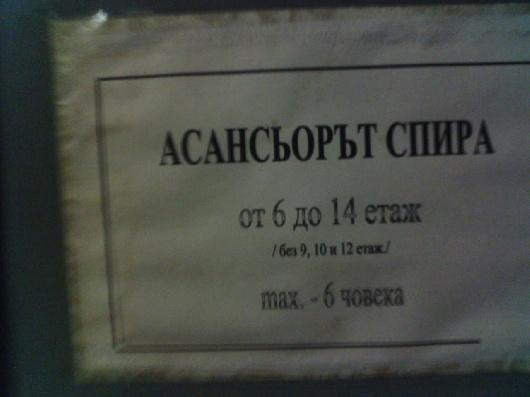 АСАНСЬОРЪТ СПИРА
от 6 до 14 етаж
/ без 9, 10 и 12 етаж./
max. - 6 човека